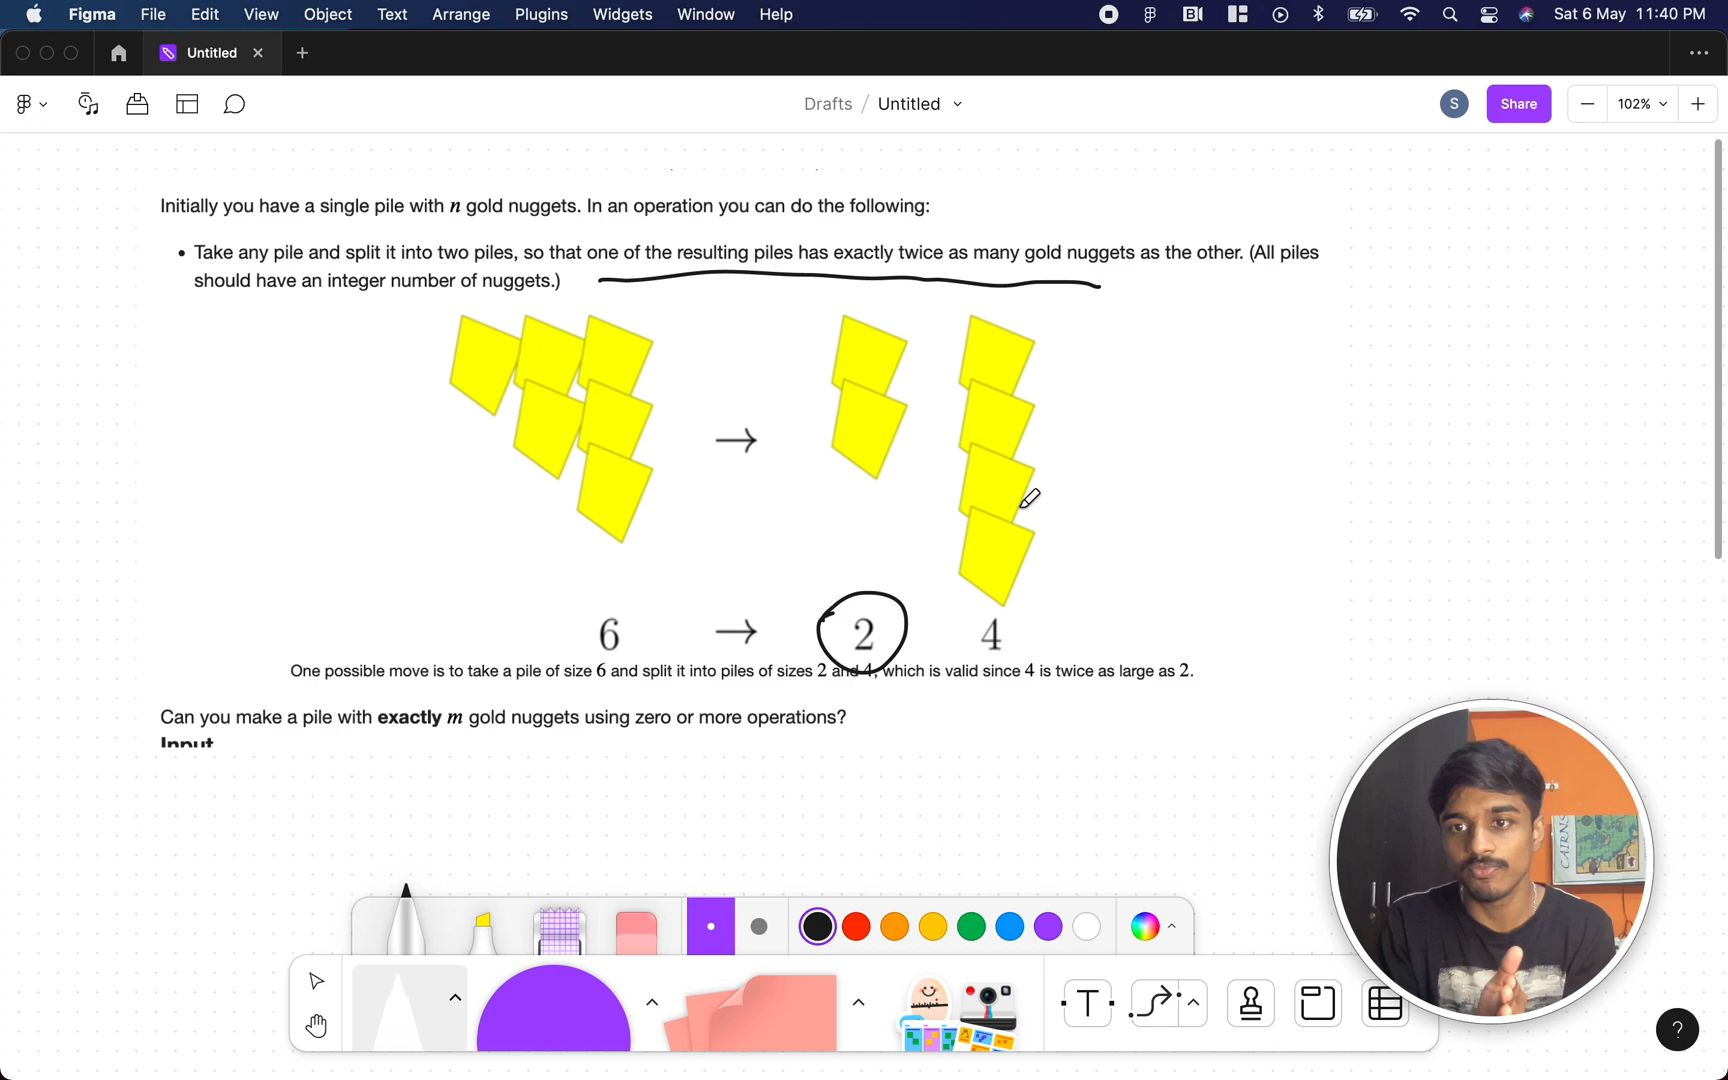 Figma File Edit View Object Text Arrange Plugins Widgets Window Help Sat 6 May 11:40 PM
Untitled
Drafts / Untitled S Share 102%
Initially you have a single pile with n gold nuggets. In an operation you can do the following:
• Take any pile and split it into two piles, so that one of the resulting piles has exactly twice as many gold nuggets as the other. (All piles
should have an integer number of nuggets.)
6 → 2 4
One possible move is to take a pile of size 6 and split it into piles of sizes 2 and 4, which is valid since 4 is twice as large as 2.
Can you make a pile with exactly m gold nuggets using zero or more operations?
Input
CAIRNS
T
?